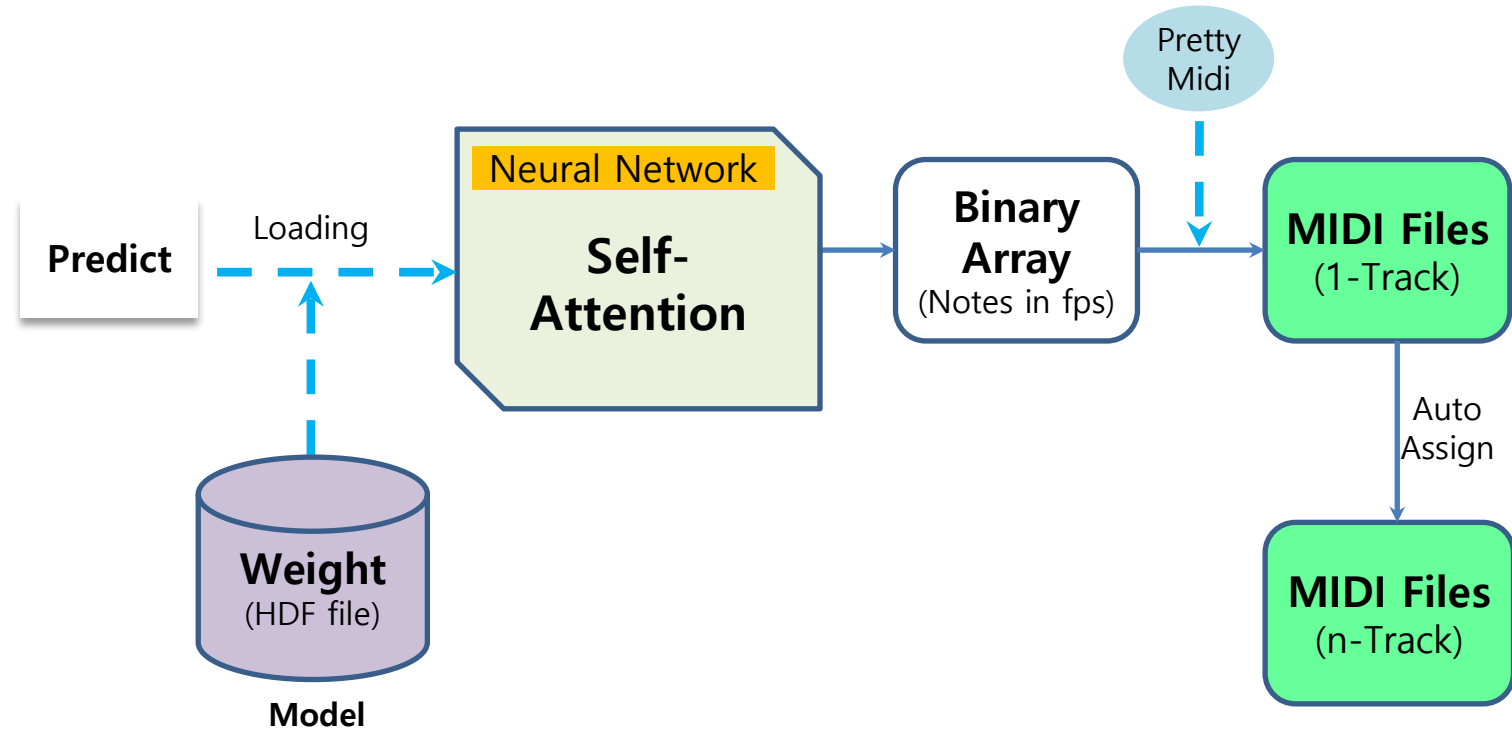 Pretty
Midi
Neural Network
Predict
Loading
Self-
Attention
Binary
Array
(Notes in fps)
MIDI Files
(1-Track)
Auto
Assign
Weight
(HDF file)
Model
MIDI Files
(n-Track)